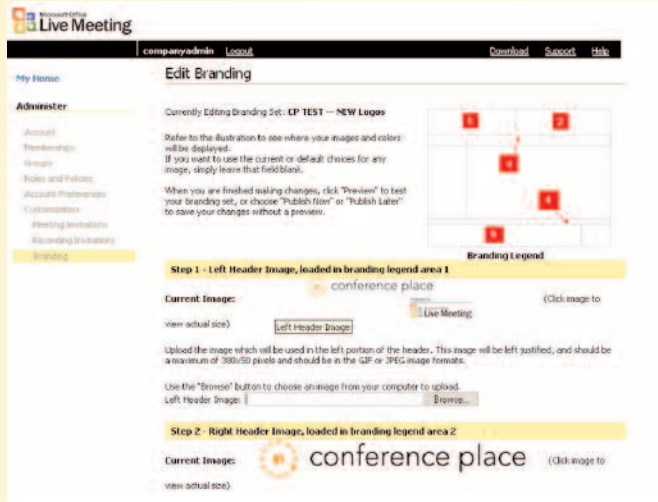 Microsoft Office
Live Meeting
companyadmin Logout Download Support Help
My Home
Edit Branding
Administer
Currently Editing Branding Set: CP TEST -- NEW Logos
Account
Memberships
Groups
Roles and Policies
Account Preferences
Customization
Meeting Invitations
Recording Invitations
Branding
Refer to the illustration to see where your images and colors
will be displayed.
If you want to use the current or default choices for any
image, simply leave that field blank.
When you are finished making changes, click "Preview" to test
your branding set, or choose "Publish Now" or "Publish Later"
to save your changes without a preview.
1 2
3
4
5
Branding Legend
Step 1 - Left Header Image, loaded in branding legend area 1
conference place
Current Image: Live Meeting (Click image to
view actual size) Left Header Image
Upload the image which will be used in the left portion of the header. This image will be left justified, and should be
a maximum of 380x50 pixels and should be in the GIF or JPEG image formats.
Use the "Browse" button to choose an image from your computer to upload.
Left Header Image: Browse...
Step 2 - Right Header Image, loaded in branding legend area 2
Current Image: conference place (Click image to
view actual size)